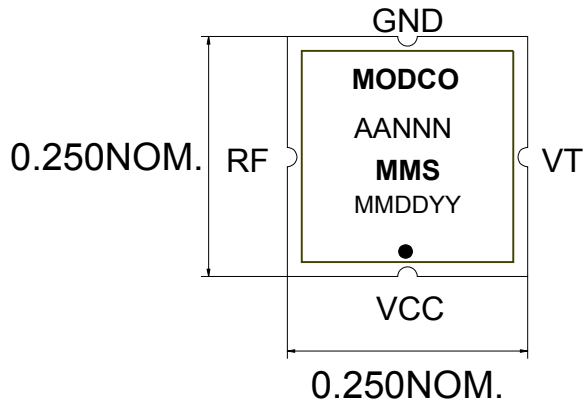 GND
MODCO
AANNN
0.250NOM. RF MMS VT
MMDDYY
VCC
0.250NOM.